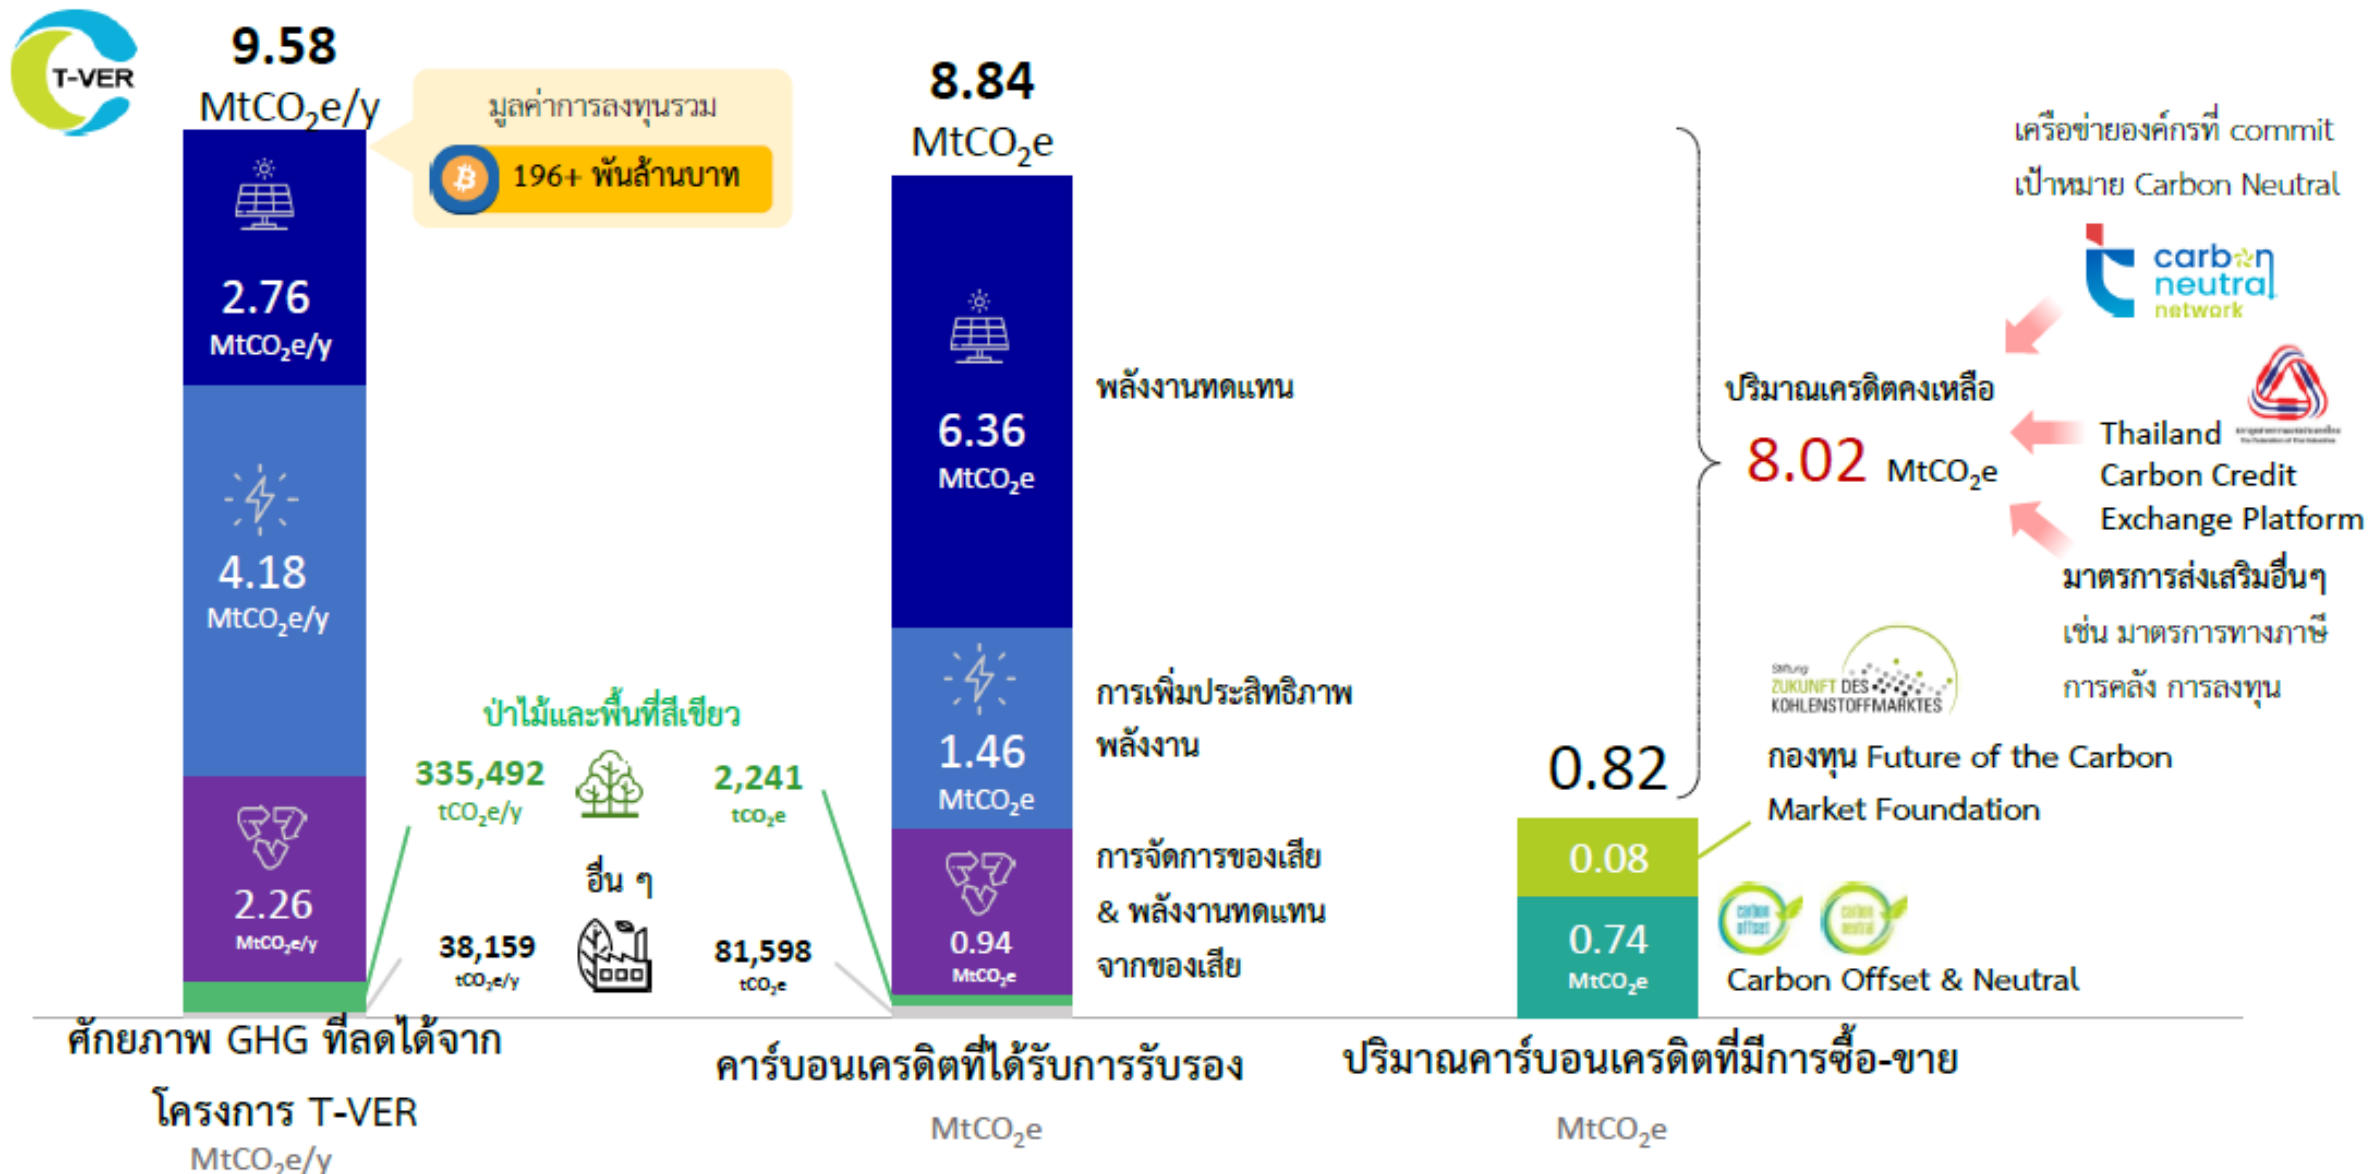 T-VER
9.58
MtCO₂e/y
มูลค่าการลงทุนรวม
196+ พันล้านบาท
2.76
MtCO₂e/y
4.18
MtCO₂e/y
2.26
MtCO₂e/y
ป่าไม้และพื้นที่สีเขียว
335,492
tCO₂e/y
2,241
tCO₂e
อื่น ๆ
38,159
tCO₂e/y
81,598
tCO₂e
ศักยภาพ GHG ที่ลดได้จาก
โครงการ T-VER
MtCO₂e/y
8.84
MtCO₂e
6.36
MtCO₂e
1.46
MtCO₂e
0.94
MtCO₂e
พลังงานทดแทน
การเพิ่มประสิทธิภาพ
พลังงาน
การจัดการของเสีย
& พลังงานทดแทน
จากของเสีย
คาร์บอนเครดิตที่ได้รับการรับรอง
MtCO₂e
0.82
0.08
0.74
MtCO₂e
ปริมาณคาร์บอนเครดิตที่มีการซื้อ-ขาย
MtCO₂e
ปริมาณเครดิตคงเหลือ
8.02 MtCO₂e
เครือข่ายองค์กรที่ commit
เป้าหมาย Carbon Neutral
carbon
neutral
network
Thailand
Carbon Credit
Exchange Platform
มาตรการส่งเสริมอื่นๆ
เช่น มาตรการทางภาษี
การคลัง การลงทุน
Stiftung
ZUKUNFT DES
KOHLENSTOFFMARKTES
กองทุน Future of the Carbon
Market Foundation
carbon
offset
carbon
neutral
Carbon Offset & Neutral